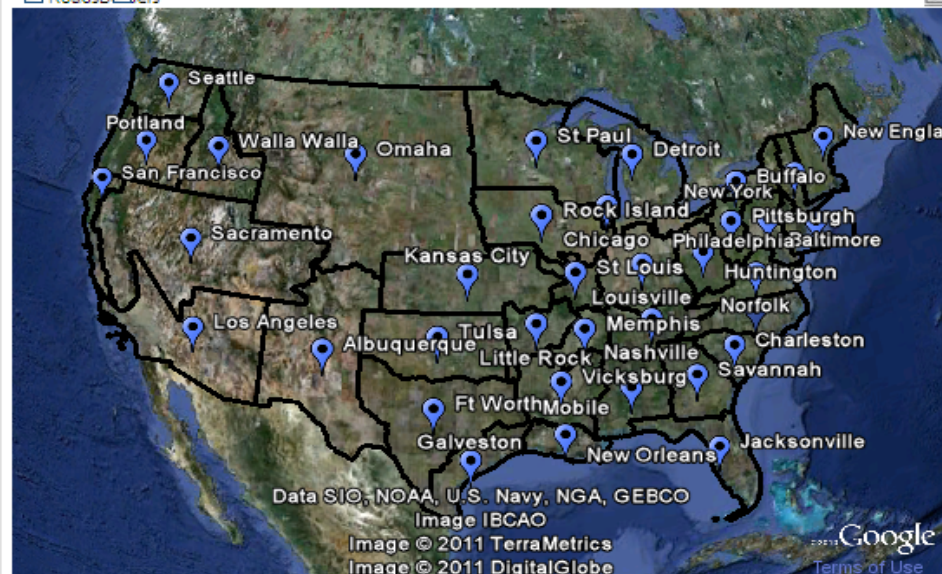 Seattle
Portland
Walla Walla
Omaha
St Paul
Detroit
New Engla
San Francisco
Buffalo
New York
Rock Island
Pittsburgh
Sacramento
Chicago
Philadelphia
Baltimore
Kansas City
St Louis
Huntington
Louisville
Norfolk
Los Angeles
Tulsa
Memphis
Albuquerque
Charleston
Little Rock
Nashville
Vicksburg
Savannah
Ft Worth
Mobile
Galveston
New Orleans
Jacksonville
Data SIO, NOAA, U.S. Navy, NGA, GEBCO
Image IBCAO
Image © 2011 TerraMetrics
Image © 2011 DigitalGlobe
Google
Terms of Use